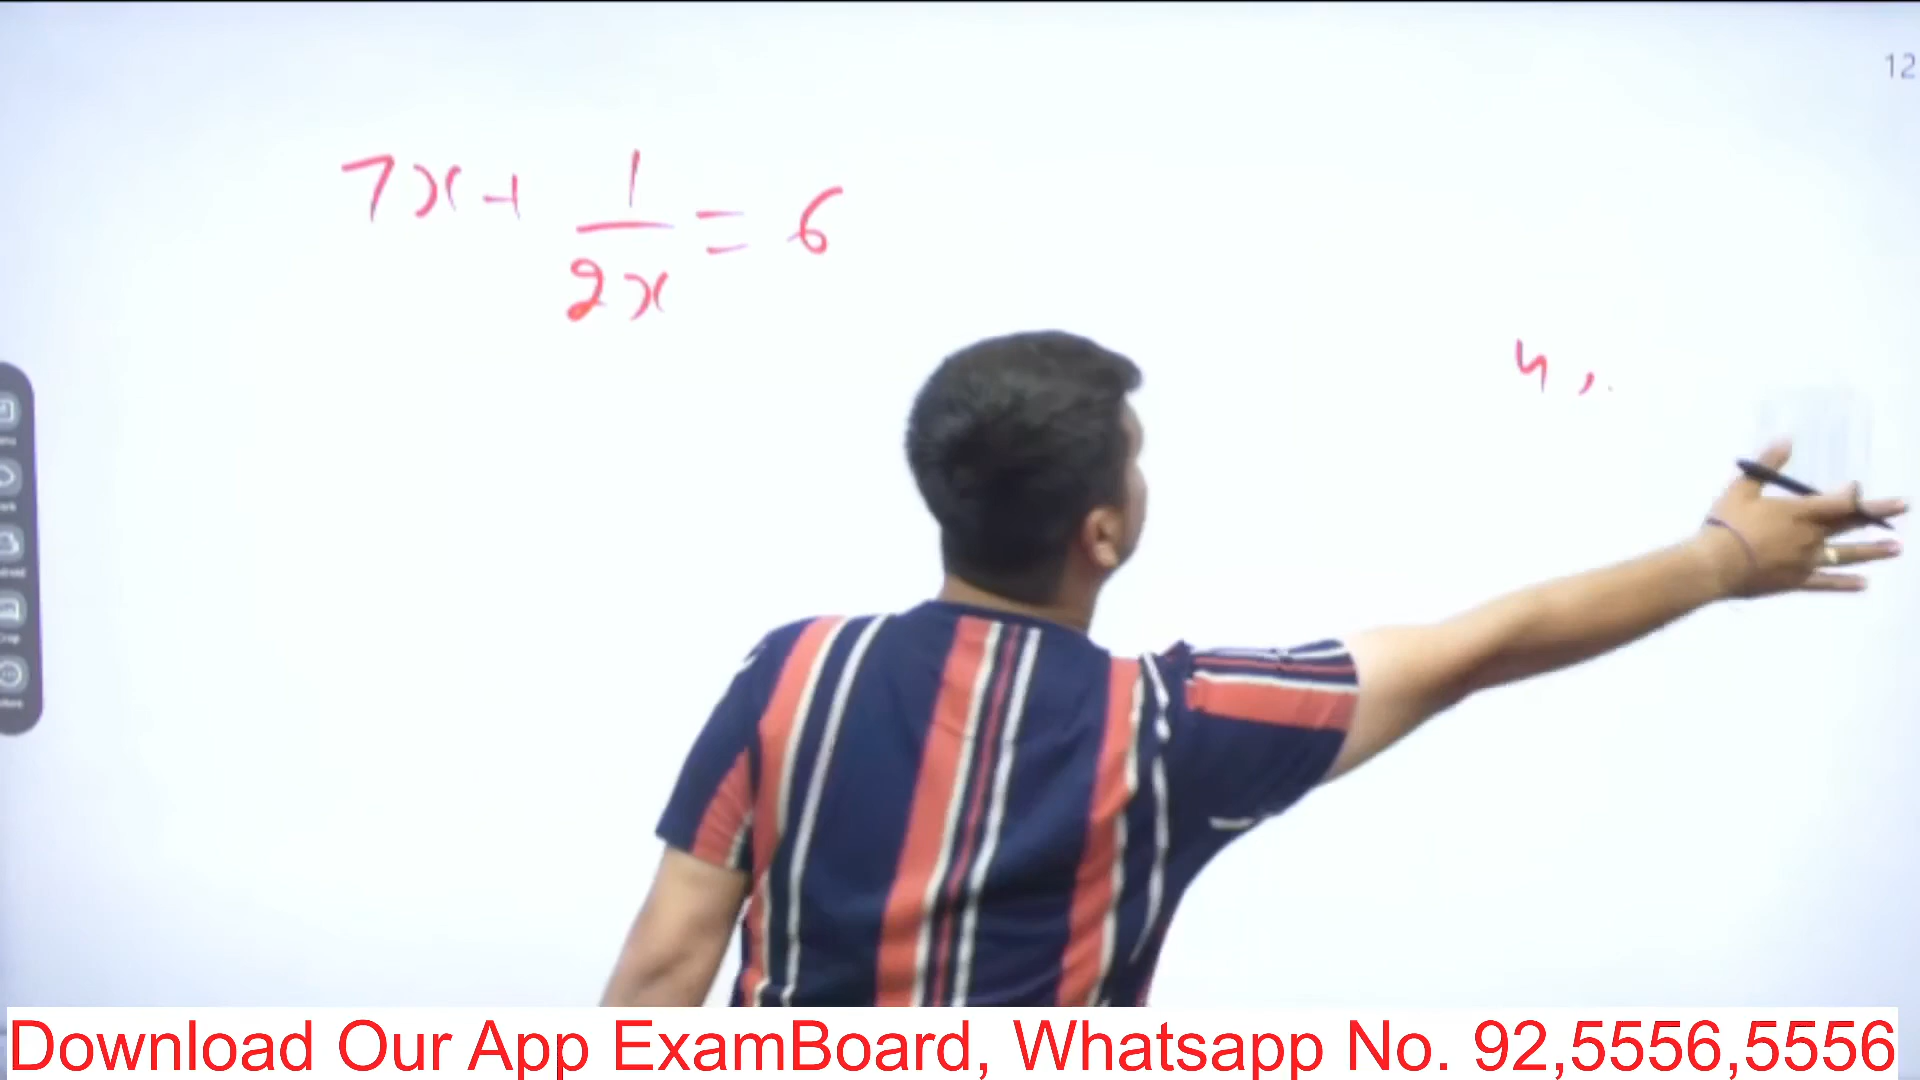 12
7x + 1/2x = 6
4,
Download Our App ExamBoard, Whatsapp No. 92,5556,5556